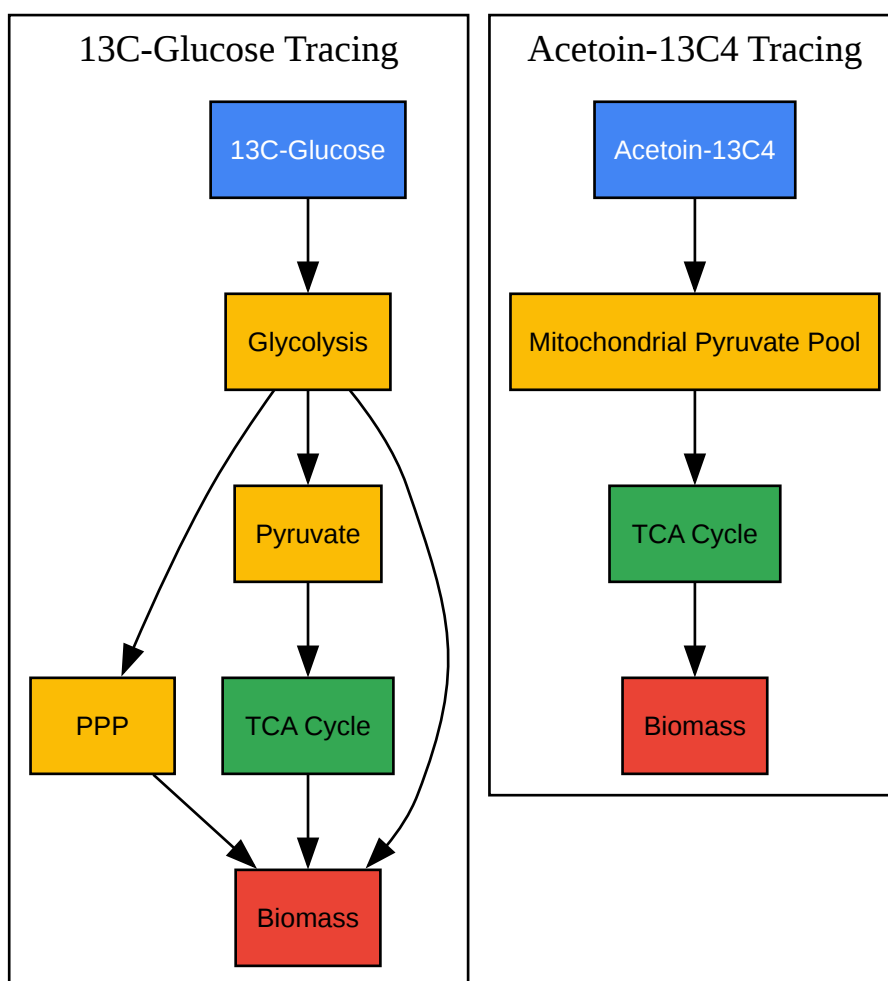 13C-Glucose Tracing
13C-Glucose
Glycolysis
Pyruvate
PPP
TCA Cycle
Biomass
Acetoin-13C4 Tracing
Acetoin-13C4
Mitochondrial Pyruvate Pool
TCA Cycle
Biomass